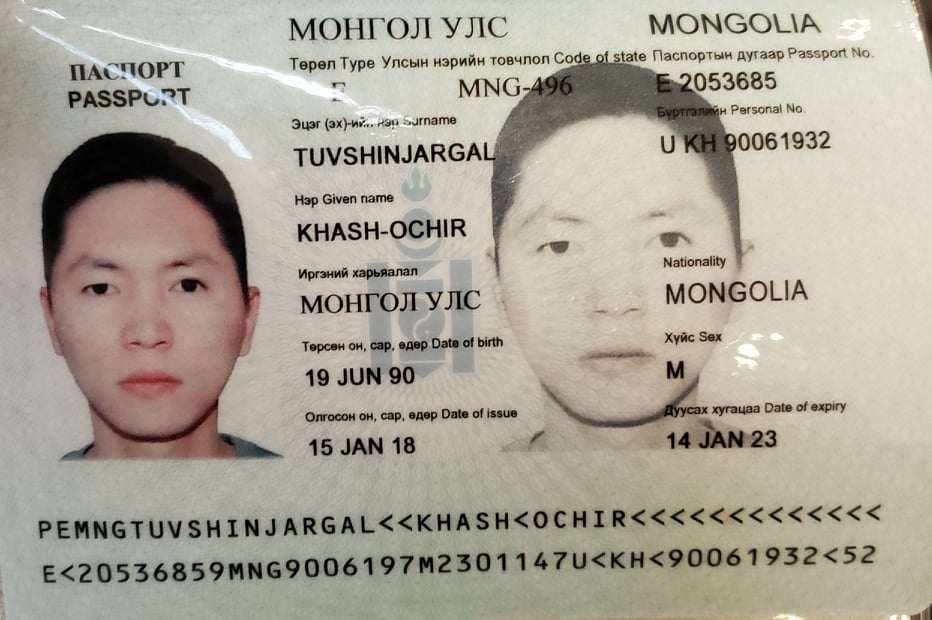 МОНГОЛ УЛС MONGOLIA
ПАСПОРТ
PASSPORT
Төрөл Type Улсын нэрийн товчлол Code of state Паспортын дугаар Passport No.
MNG-496 E 2053685
Эцэг (эх)-ийн нэр Surname Бүртгэлийн Personal No.
TUVSHINJARGAL U KH 90061932
Нэр Given name
KHASH-OCHIR
Иргэний харьяалал Nationality
МОНГОЛ УЛС MONGOLIA
Төрсөн он, сар, өдөр Date of birth Хүйс Sex
19 JUN 90 M
Олгосон он, сар, өдөр Date of issue Дуусах хугацаа Date of expiry
15 JAN 18 14 JAN 23
PEMNGTUVSHINJARGAL<<KHASH<OCHIR<<<<<<<<<<<<<
E<20536859MNG9006197M2301147U<KH<90061932<52